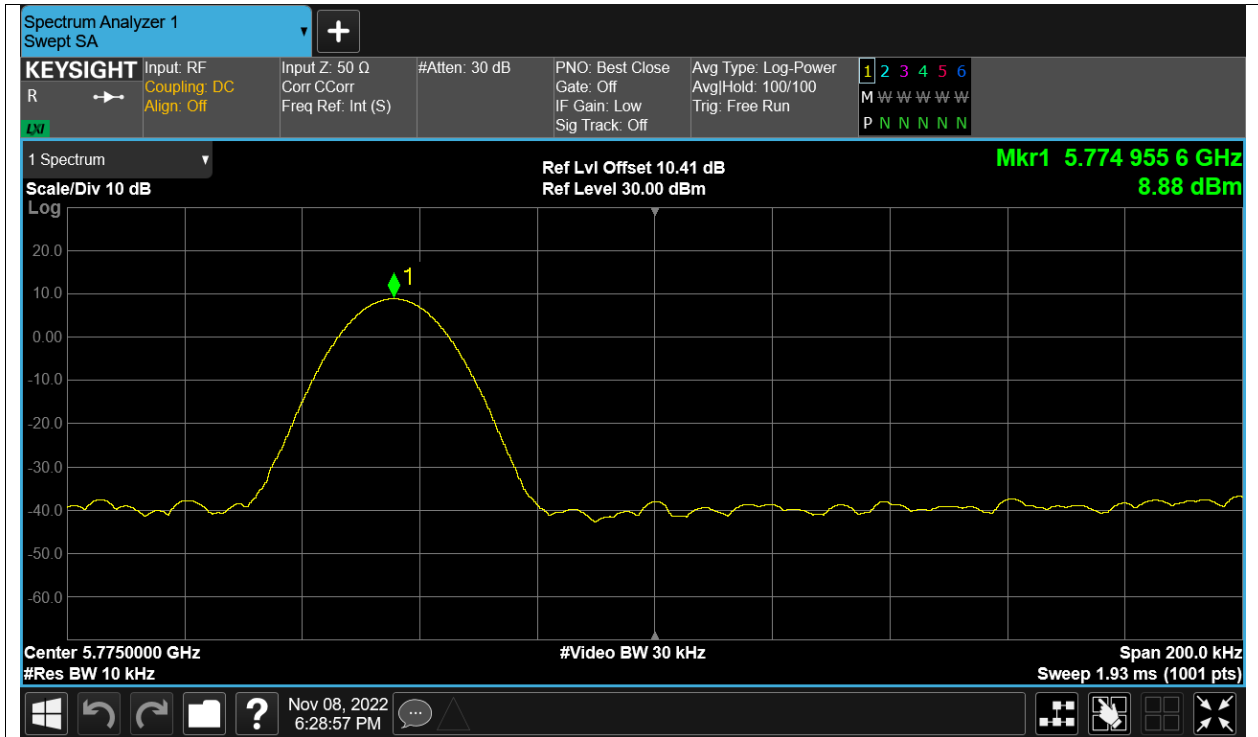 Spectrum Analyzer 1
Swept SA
+
KEYSIGHT
R
LXI
Input: RF
Coupling: DC
Align: Off
Input Z: 50 Ω
Corr CCorr
Freq Ref: Int (S)
#Atten: 30 dB
PNO: Best Close
Gate: Off
IF Gain: Low
Sig Track: Off
Avg Type: Log-Power
Avg|Hold: 100/100
Trig: Free Run
1 2 3 4 5 6
M W W W W W
P N N N N N
1 Spectrum
Scale/Div 10 dB
Ref Lvl Offset 10.41 dB
Ref Level 30.00 dBm
Mkr1 5.774 955 6 GHz
8.88 dBm
Log
20.0
10.0
0.00
-10.0
-20.0
-30.0
-40.0
-50.0
-60.0
1
Center 5.7750000 GHz
#Video BW 30 kHz
Span 200.0 kHz
#Res BW 10 kHz
Sweep 1.93 ms (1001 pts)
?
Nov 08, 2022
6:28:57 PM